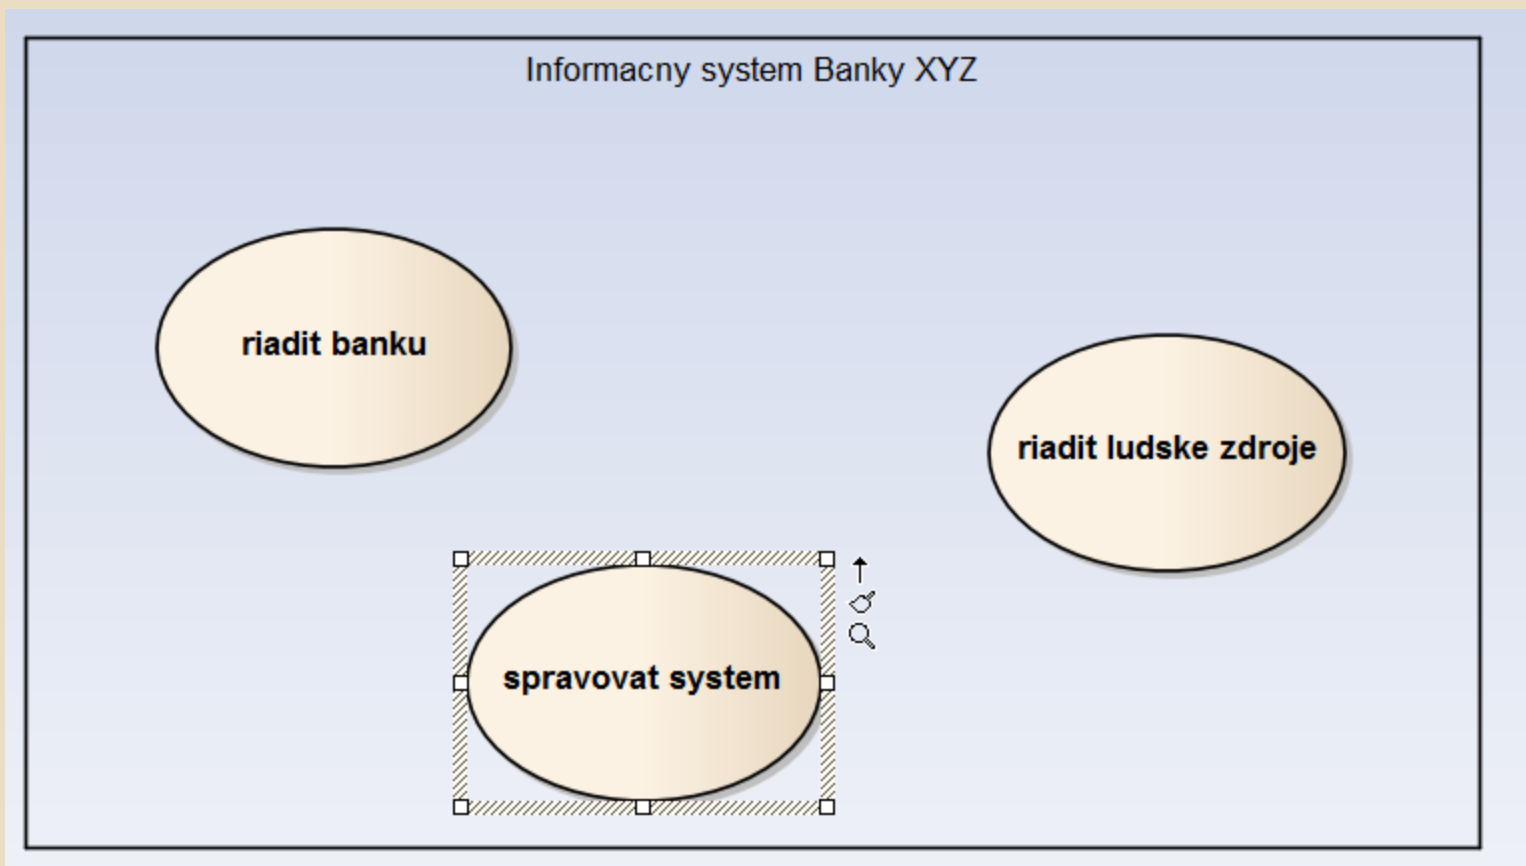 Informacny system Banky XYZ
riadit banku
riadit ludske zdroje
spravovat system